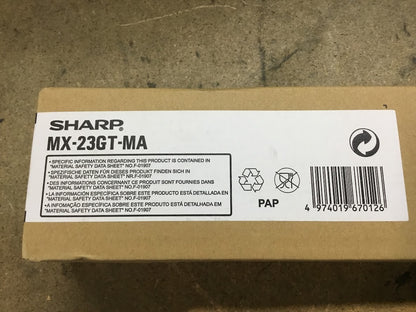 SHARP
MX-23GT-MA
• SPECIFIC INFORMATION REGARDING THIS PRODUCT IS CONTAINED IN
"MATERIAL SAFETY DATA SHEET" NO.F-01907
• SPEZIFISCHE DATEN FÜR DIESES PRODUKT FINDEN SICH IN
"MATERIAL SAFETY DATA SHEET" NR.F-01907
• DES INFORMATIONS CONCERNANT CE PRODUIT SONT FOURNIES DANS
"MATERIAL SAFETY DATA SHEET" NO.F-01907
• LA INFORMACIÓN ESPECÍFICA SOBRE ESTE PRODUCTO ESTÁ DETALLADA EN
"MATERIAL SAFETY DATA SHEET" NO.F-01907
• A INFOMAÇÃO ESPECÍFICA SOBRE ESTE PRODUTO ESTÁ DETALHADA EM
"MATERIAL SAFETY DATA SHEET" NO.F-01907
PAP
4 974019 670126